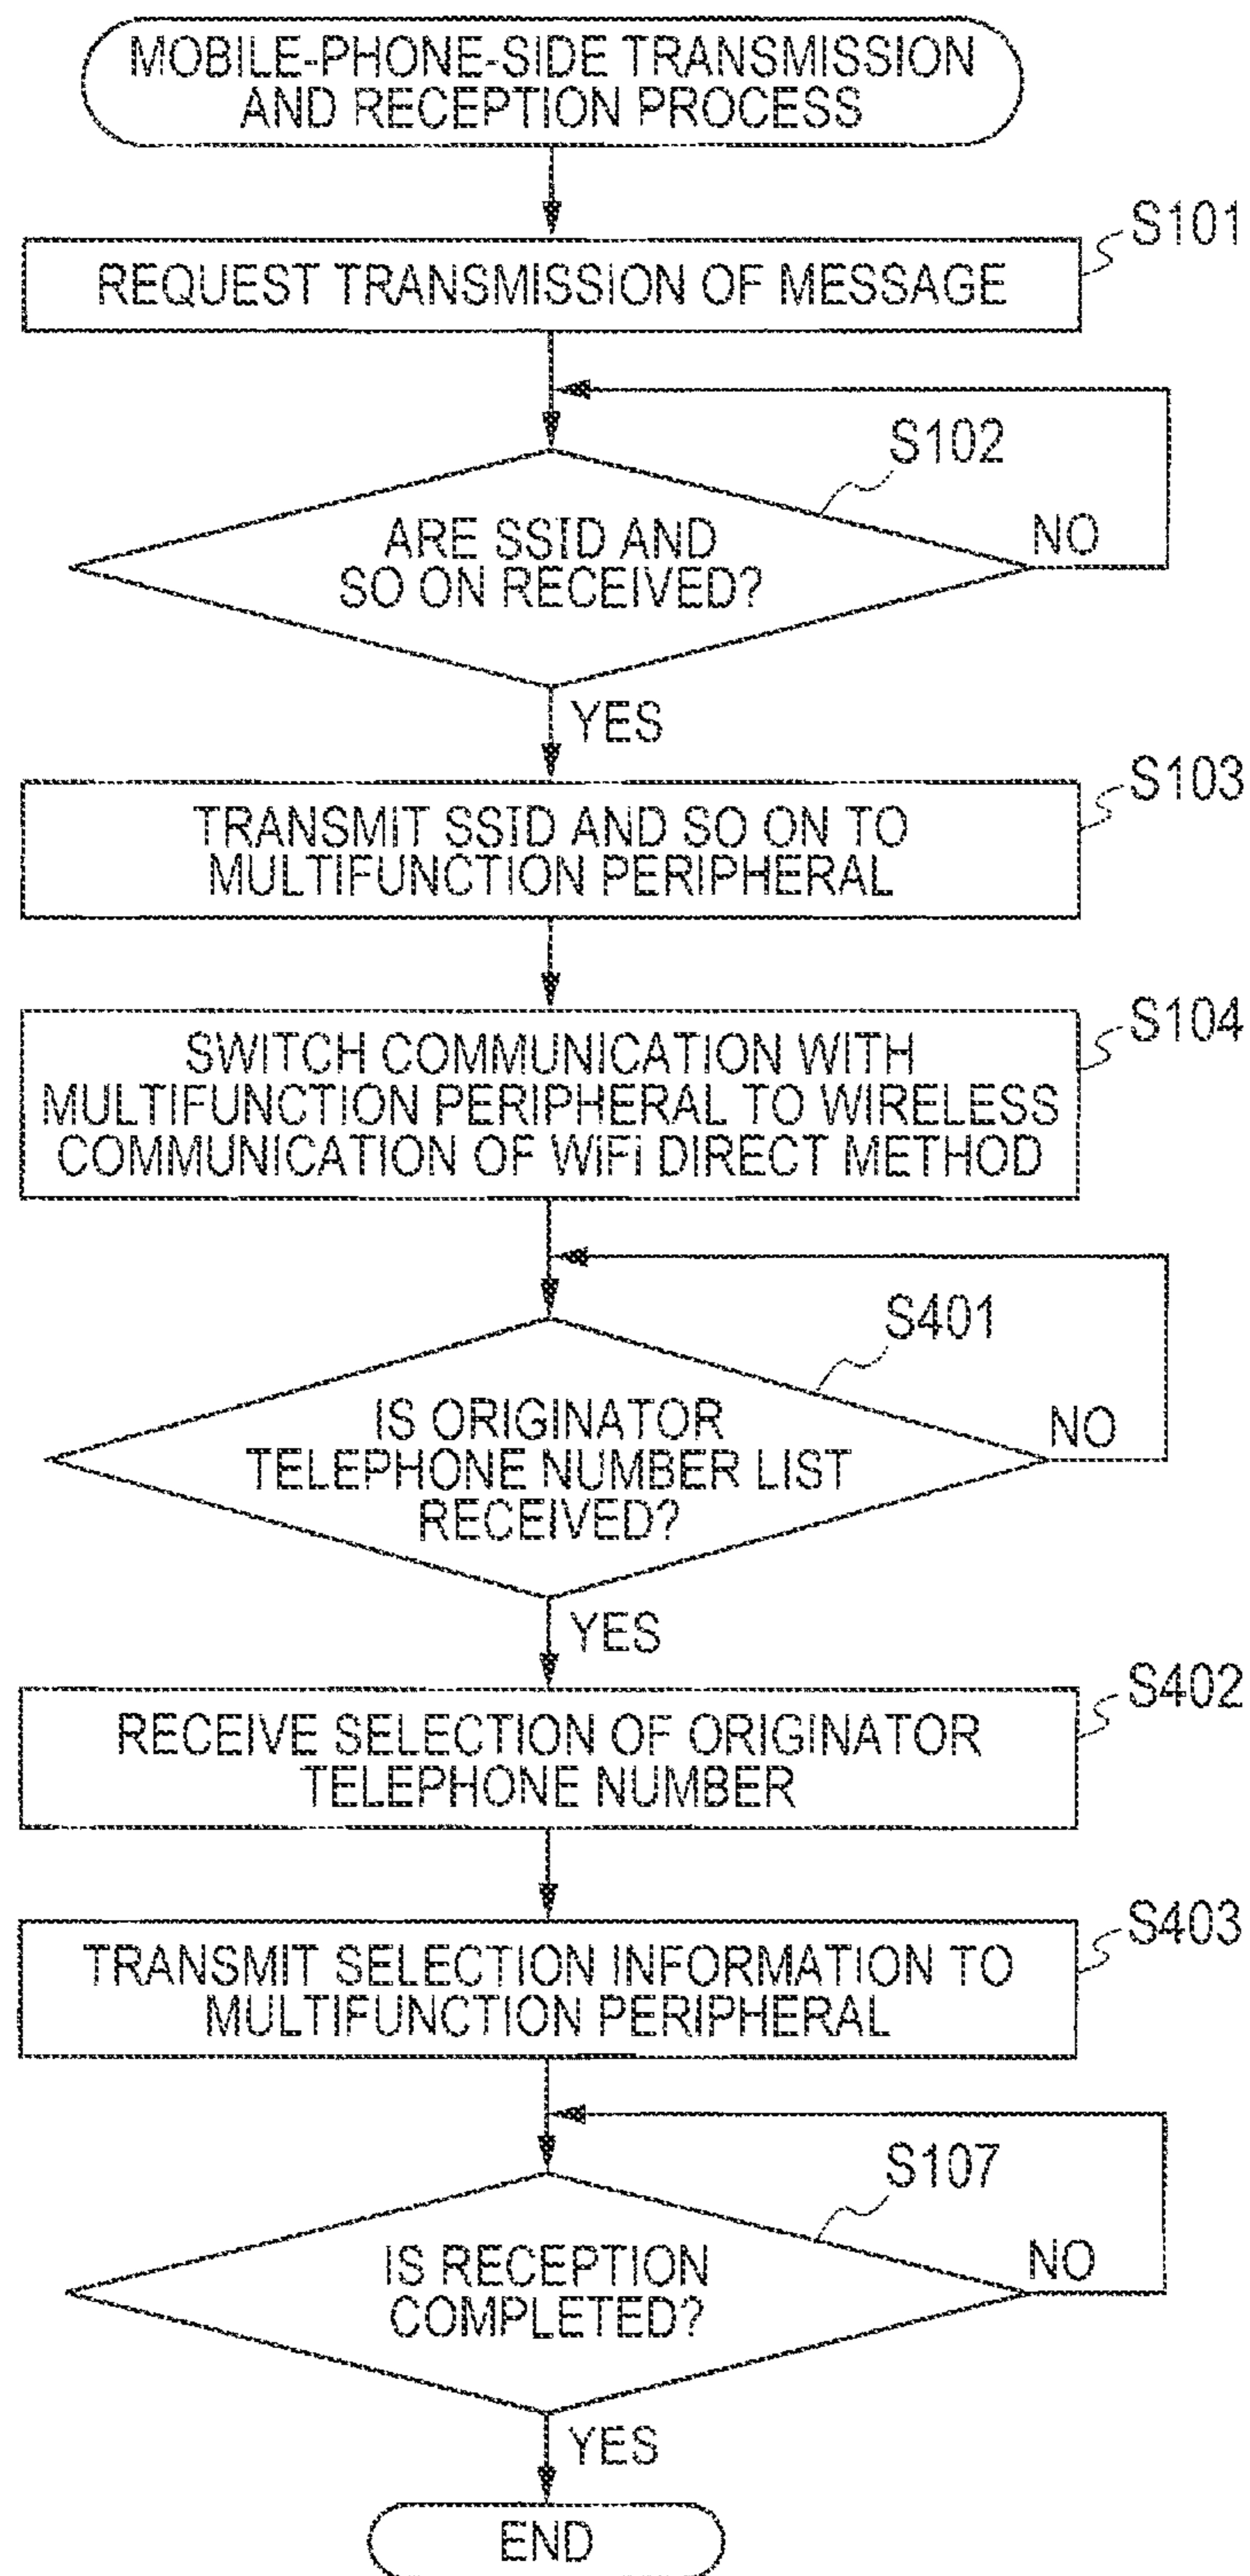 MOBILE-PHONE-SIDE TRANSMISSION
AND RECEPTION PROCESS
S101
REQUEST TRANSMISSION OF MESSAGE
S102
ARE SSID AND
SO ON RECEIVED?
NO
YES
S103
TRANSMIT SSID AND SO ON TO
MULTIFUNCTION PERIPHERAL
S104
SWITCH COMMUNICATION WITH
MULTIFUNCTION PERIPHERAL TO WIRELESS
COMMUNICATION OF WiFi DIRECT METHOD
S401
IS ORIGINATOR
TELEPHONE NUMBER LIST
RECEIVED?
NO
YES
S402
RECEIVE SELECTION OF ORIGINATOR
TELEPHONE NUMBER
S403
TRANSMIT SELECTION INFORMATION TO
MULTIFUNCTION PERIPHERAL
S107
IS RECEPTION
COMPLETED?
NO
YES
END